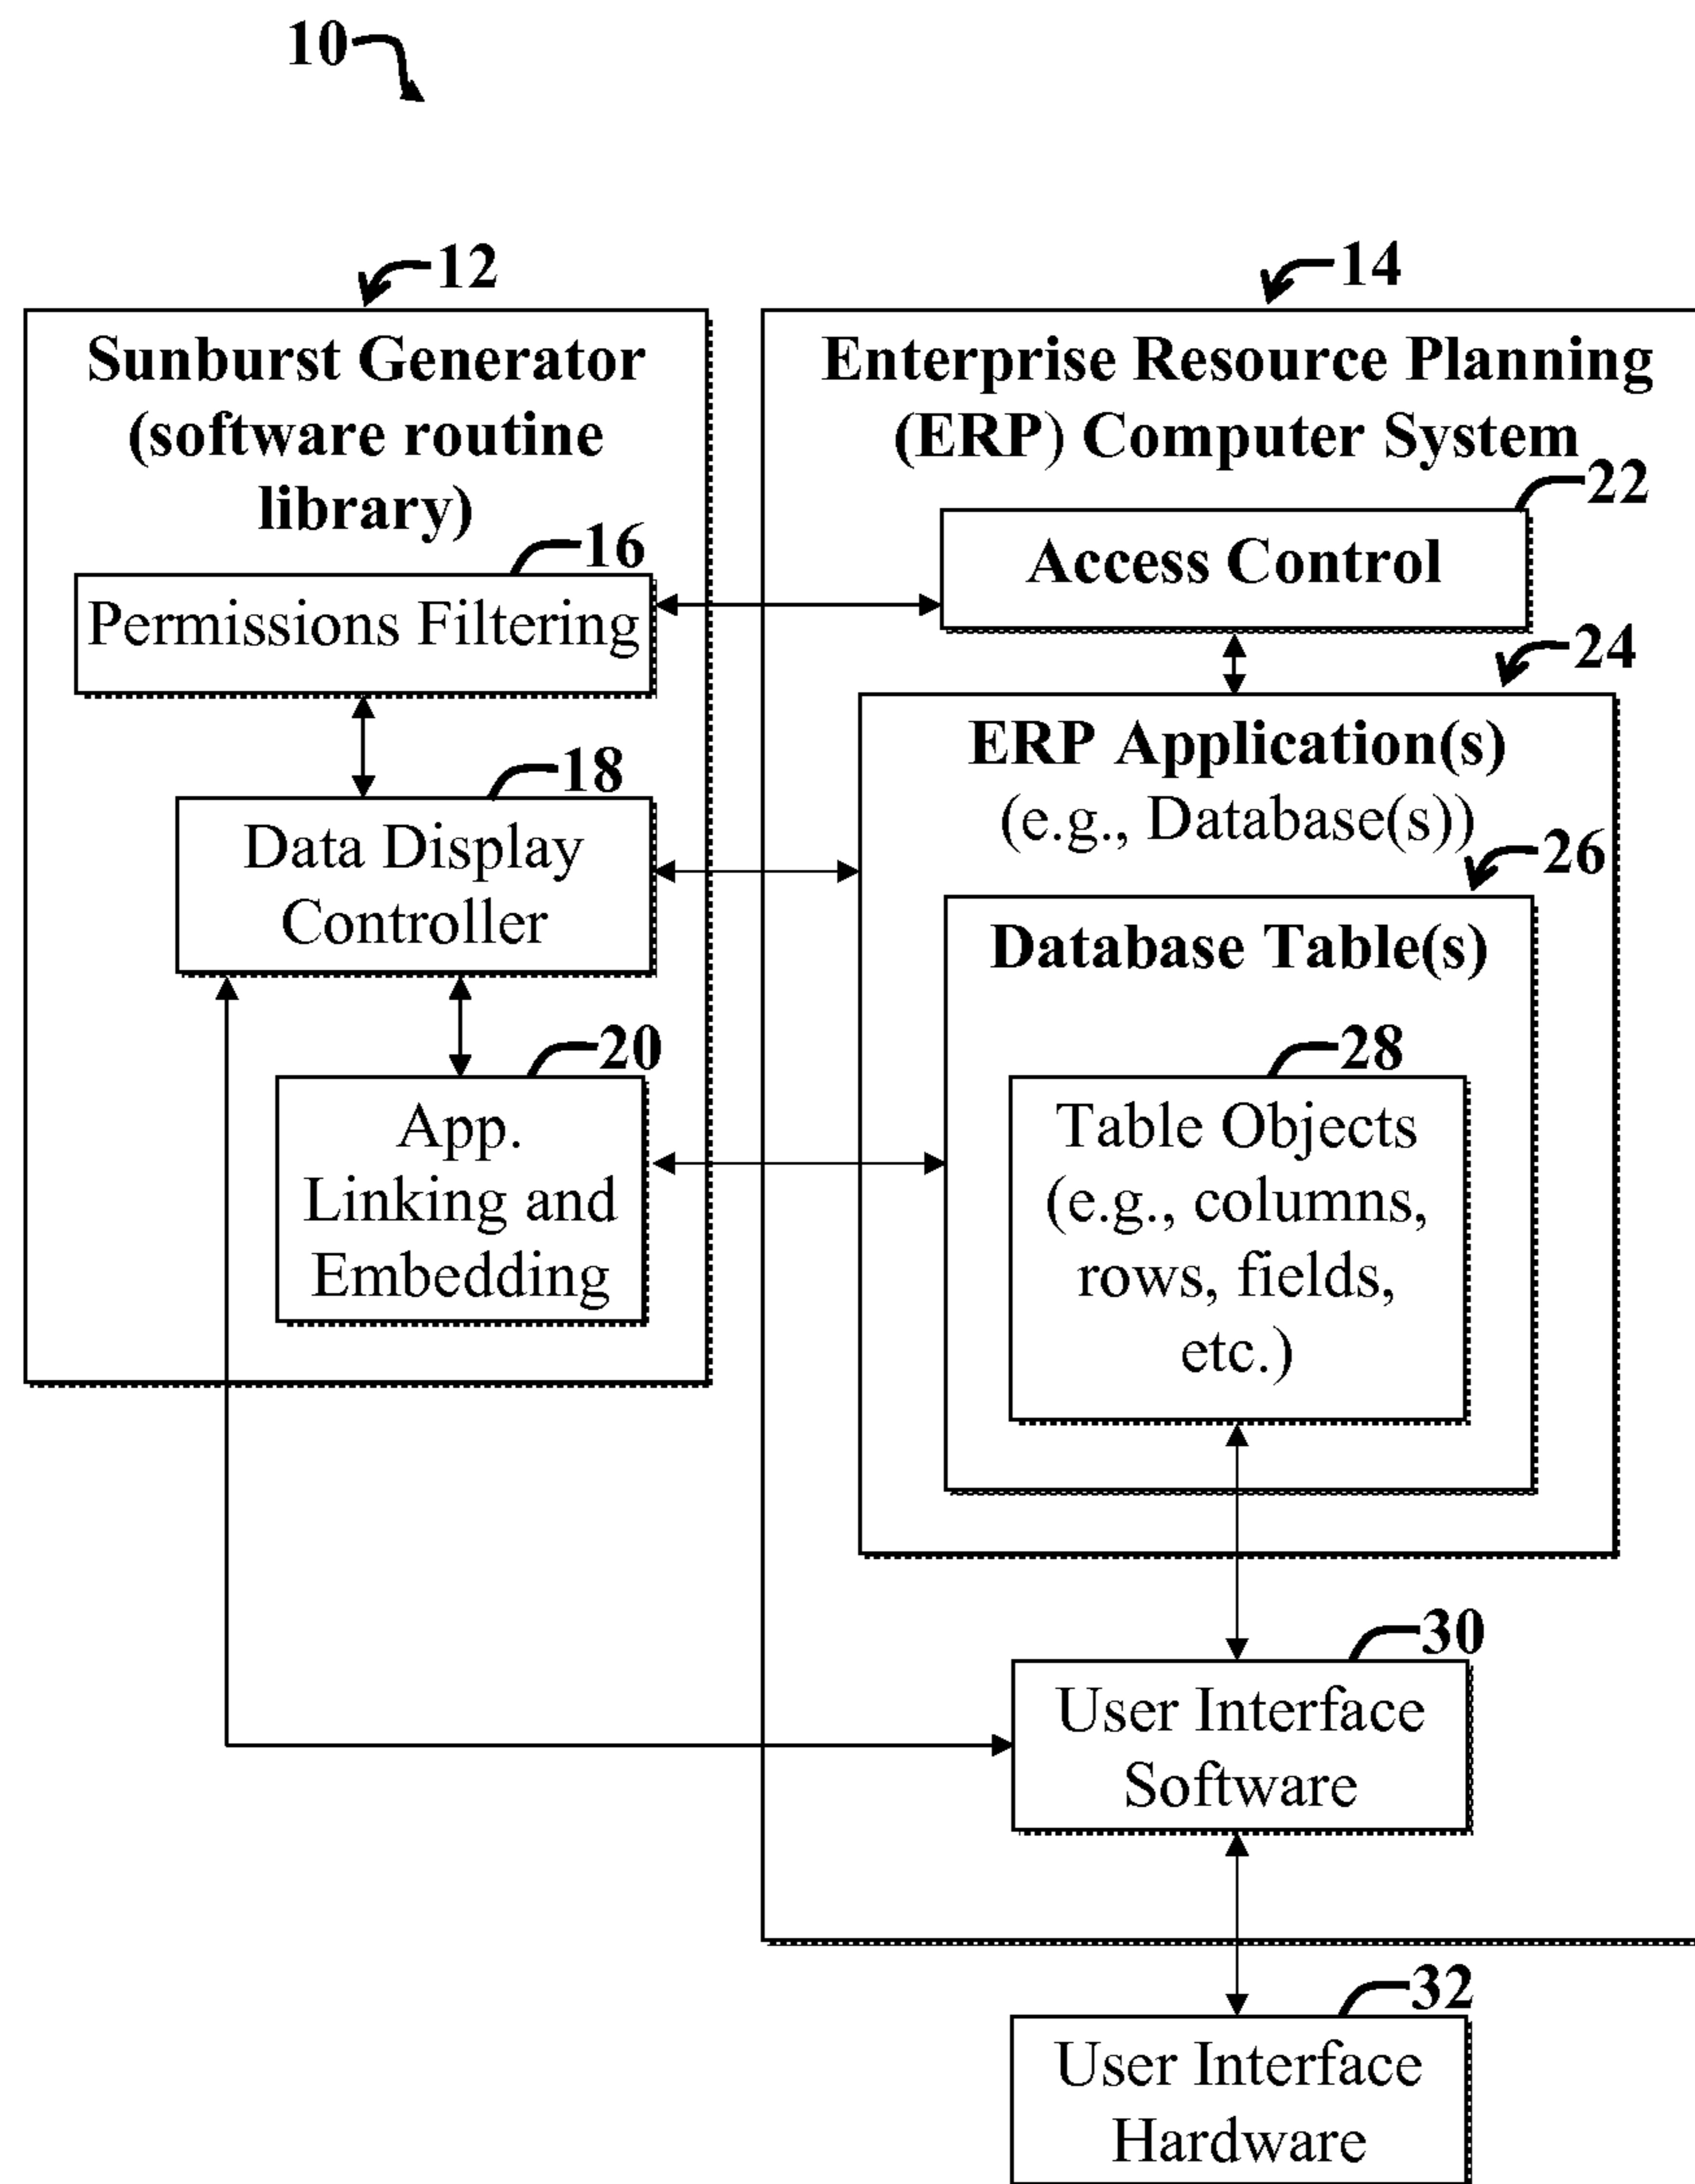 10
12
Sunburst Generator
(software routine
library)
16
Permissions Filtering
18
Data Display
Controller
20
App.
Linking and
Embedding
14
Enterprise Resource Planning
(ERP) Computer System
22
Access Control
24
ERP Application(s)
(e.g., Database(s))
26
Database Table(s)
28
Table Objects
(e.g., columns,
rows, fields,
etc.)
30
User Interface
Software
32
User Interface
Hardware